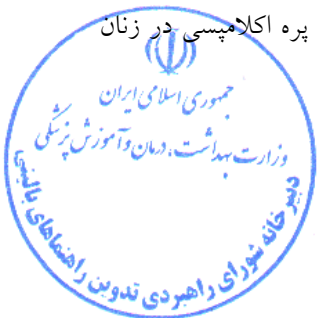 پره اکلامپسی در زنان
جمهوری اسلامی ایران
وزارت بهداشت، درمان و آموزش پزشکی
دبیرخانه شورای راهبردی تدوین راهنماهای بالینی